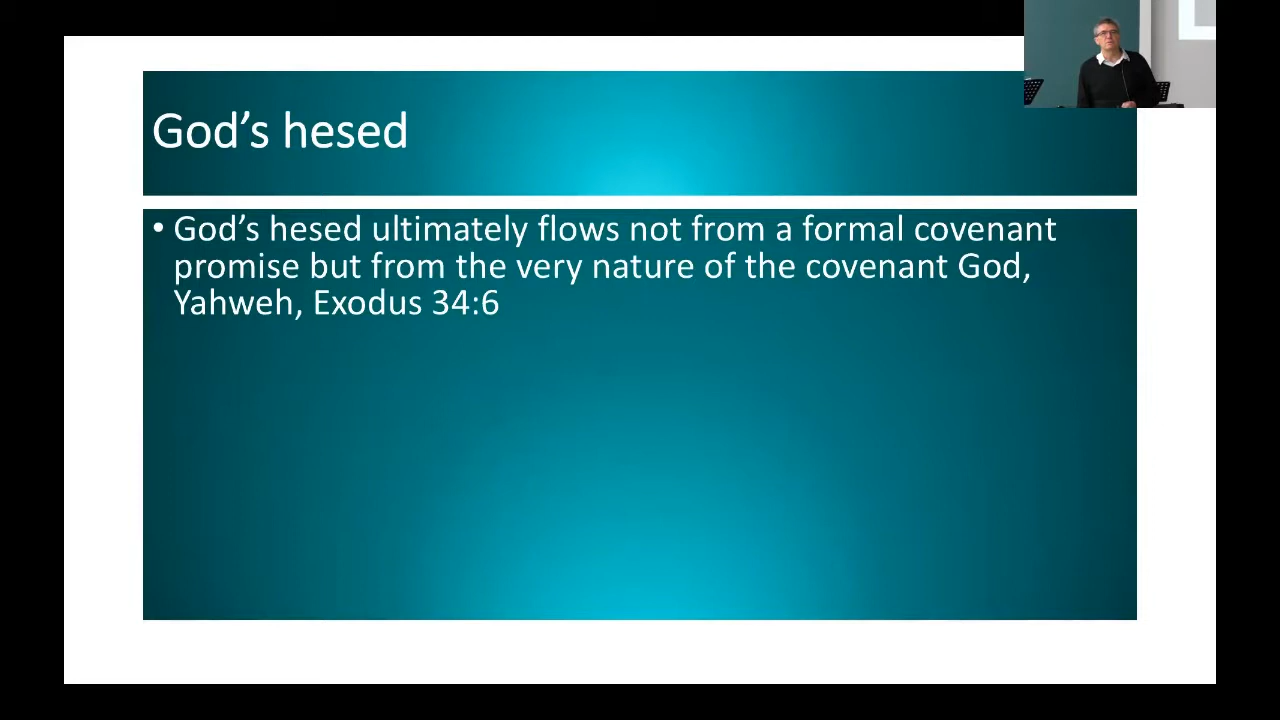 God’s hesed
• God’s hesed ultimately flows not from a formal covenant
promise but from the very nature of the covenant God,
Yahweh, Exodus 34:6